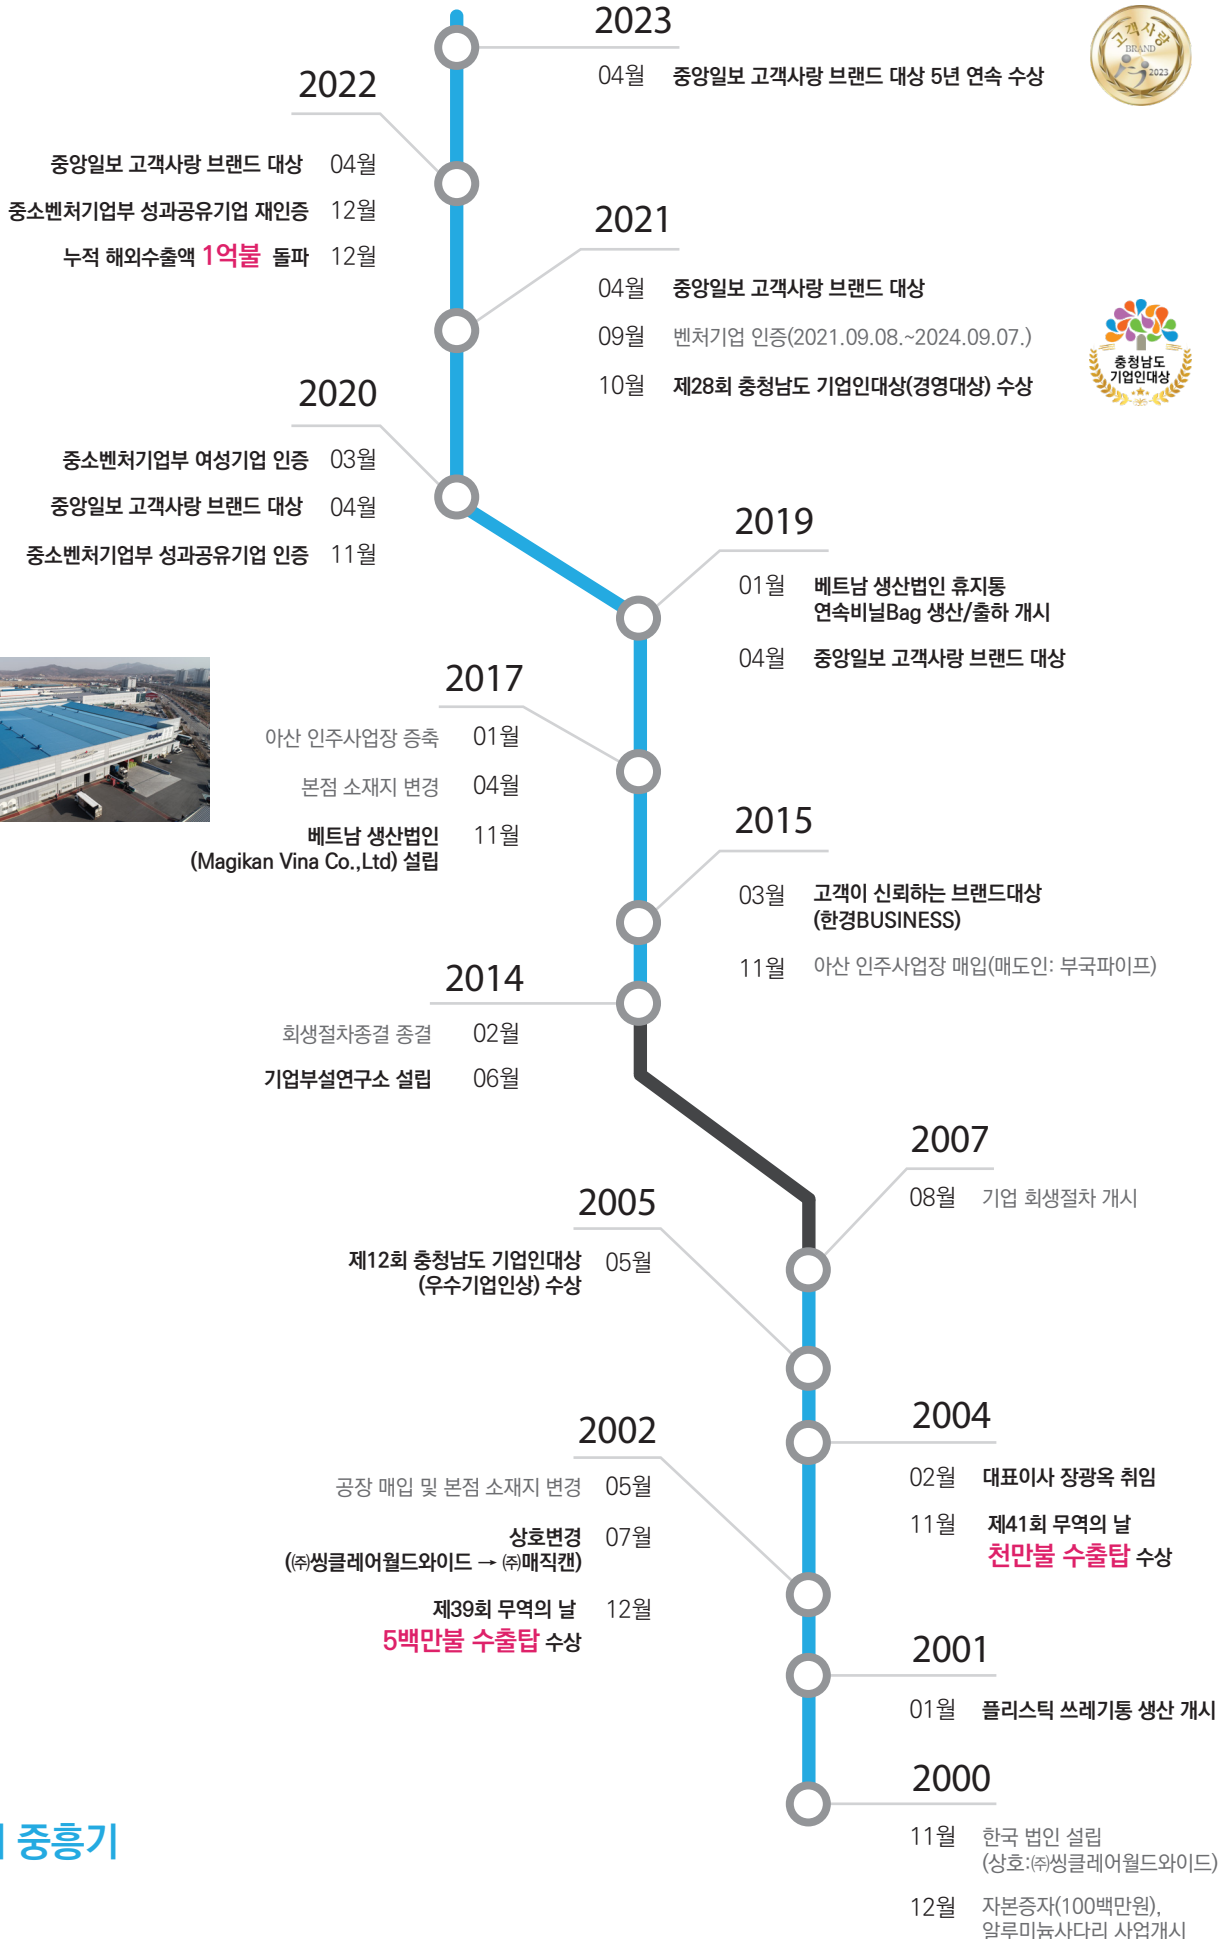 2023
04월 중앙일보 고객사랑 브랜드 대상 5년 연속 수상
고객사랑
BRAND
2023
2022
중앙일보 고객사랑 브랜드 대상 04월
중소벤처기업부 성과공유기업 재인증 12월
누적 해외수출액 1억불 돌파 12월
2021
04월 중앙일보 고객사랑 브랜드 대상
09월 벤처기업 인증(2021.09.08.~2024.09.07.)
10월 제28회 충청남도 기업인대상(경영대상) 수상
충청남도
기업인대상
2020
중소벤처기업부 여성기업 인증 03월
중앙일보 고객사랑 브랜드 대상 04월
중소벤처기업부 성과공유기업 인증 11월
2019
01월 베트남 생산법인 휴지통
연속비닐Bag 생산/출하 개시
04월 중앙일보 고객사랑 브랜드 대상
2017
아산 인주사업장 증축 01월
본점 소재지 변경 04월
베트남 생산법인 11월
(Magikan Vina Co.,Ltd) 설립
2015
03월 고객이 신뢰하는 브랜드대상
(한경BUSINESS)
11월 아산 인주사업장 매입(매도인: 부국파이프)
2014
회생절차종결 종결 02월
기업부설연구소 설립 06월
2007
08월 기업 회생절차 개시
2005
제12회 충청남도 기업인대상 05월
(우수기업인상) 수상
2004
02월 대표이사 장광옥 취임
11월 제41회 무역의 날
천만불 수출탑 수상
2002
공장 매입 및 본점 소재지 변경 05월
상호변경 07월
(㈜씽클레어월드와이드 → ㈜매직캔)
제39회 무역의 날 12월
5백만불 수출탑 수상
2001
01월 플리스틱 쓰레기통 생산 개시
2000
11월 한국 법인 설립
(상호:㈜씽클레어월드와이드)
12월 자본증자(100백만원),
알루미늄사다리 사업개시
중흥기